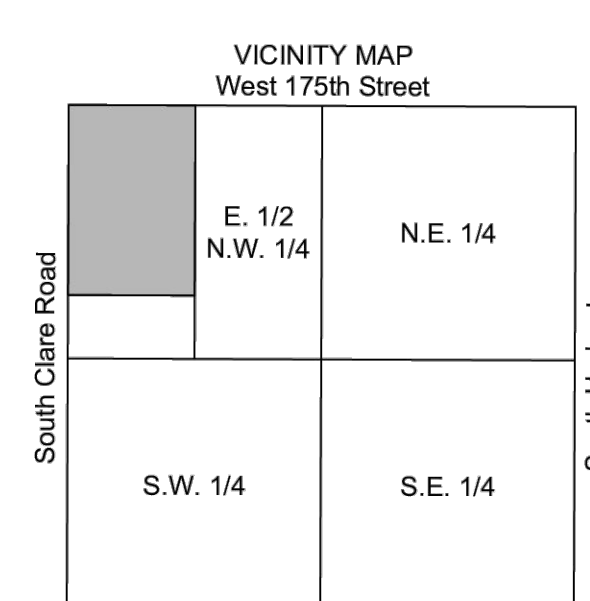 VICINITY MAP
West 175th Street
E. 1/2
N.W. 1/4
N.E. 1/4
South Clare Road
S.W. 1/4
S.E. 1/4